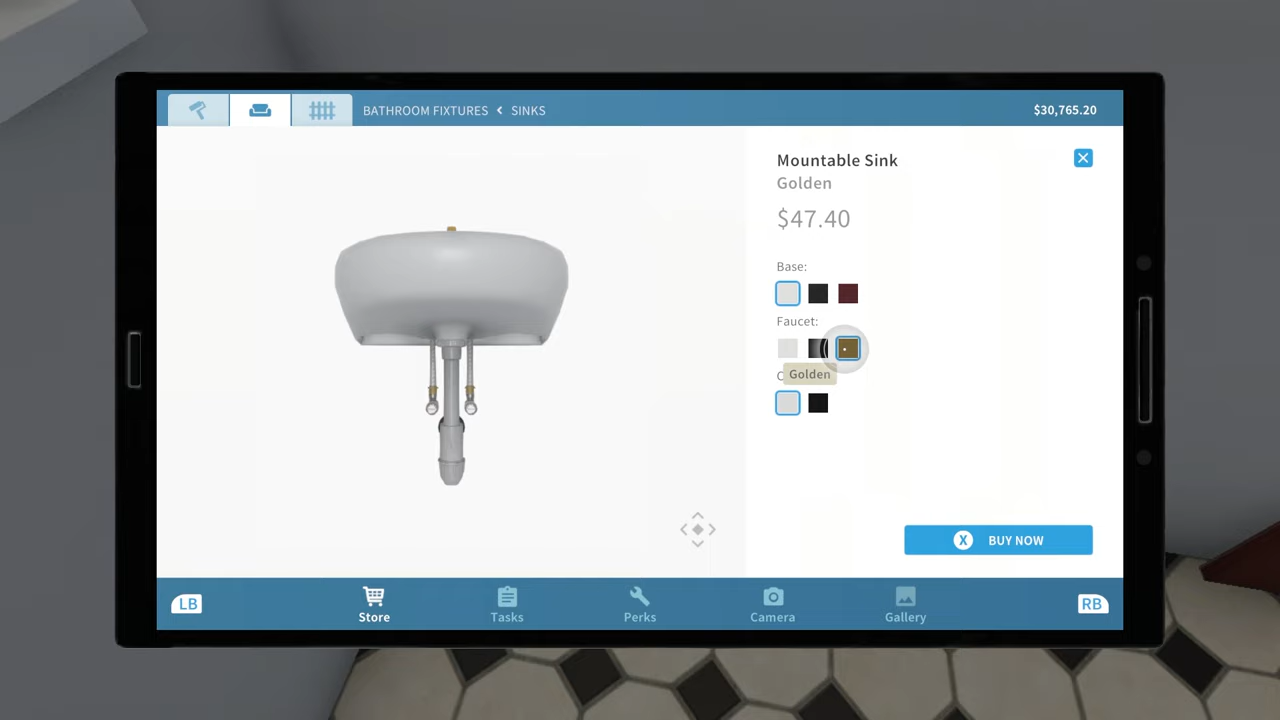 BATHROOM FIXTURES < SINKS
$30,765.20
Mountable Sink
Golden
$47.40
Base:
Faucet:
Golden
X BUY NOW
LB
Store
Tasks
Perks
Camera
Gallery
RB